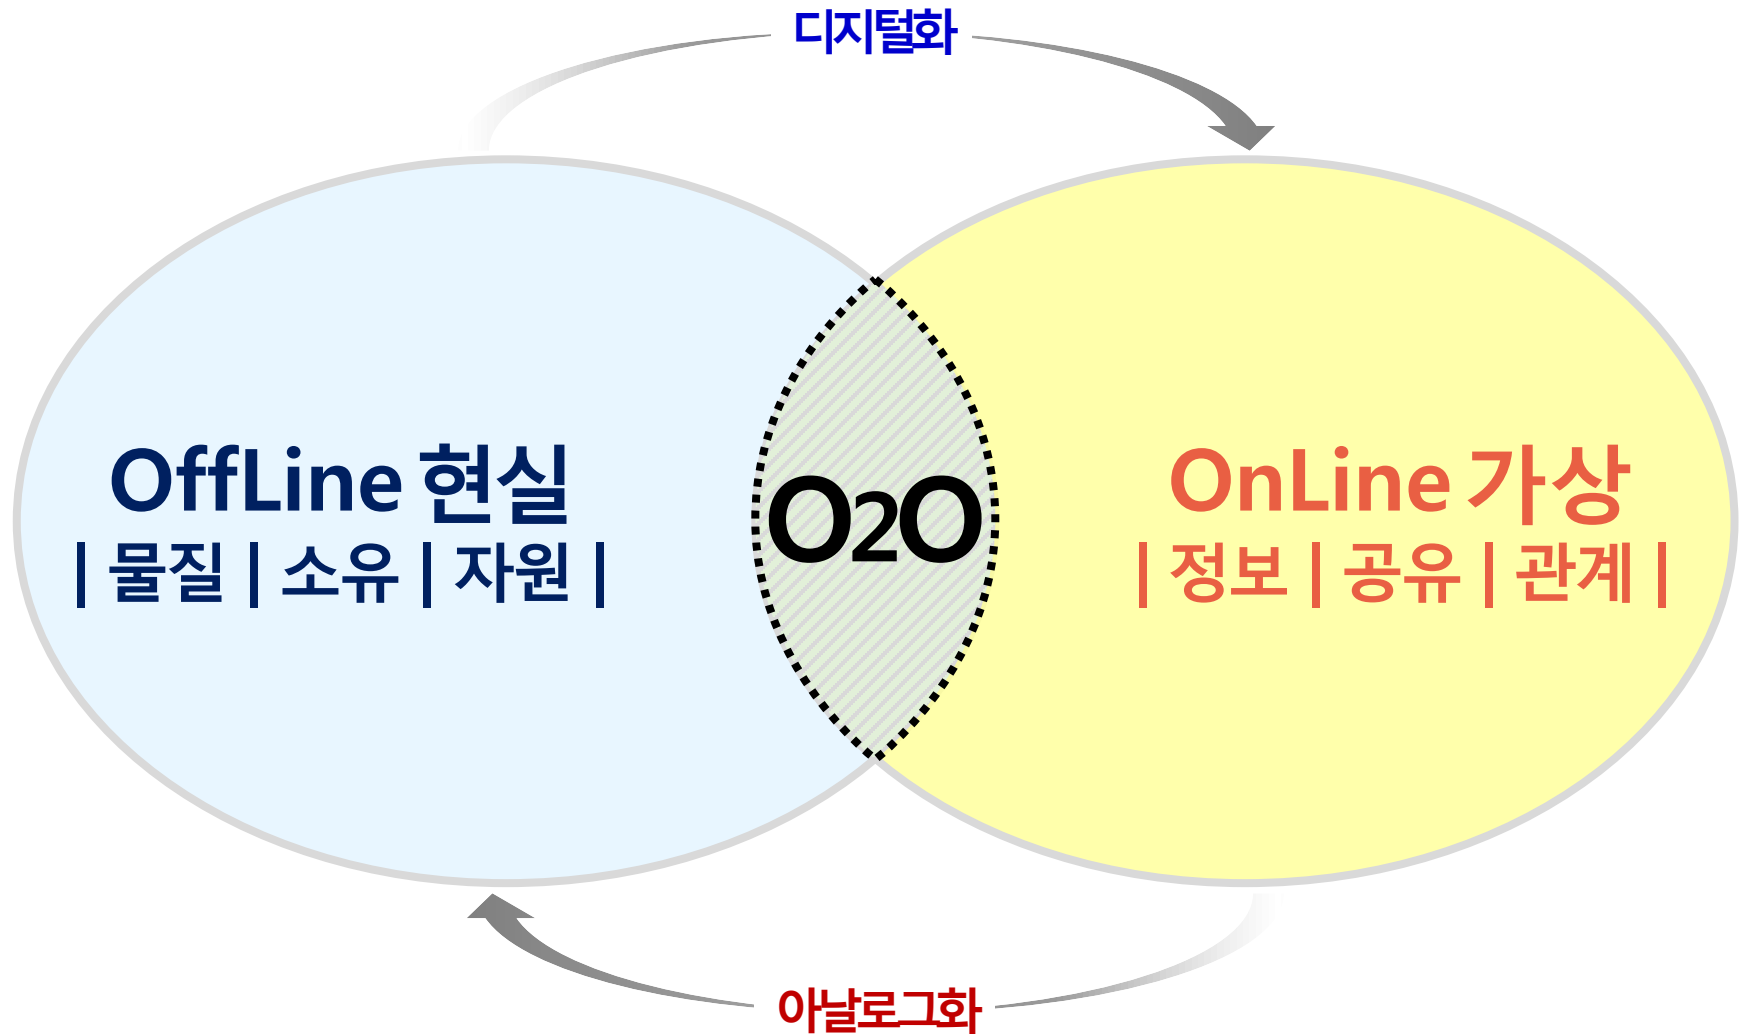 디지털화
OffLine 현실
| 물질 | 소유 | 자원 |
O2O
OnLine 가상
| 정보 | 공유 | 관계 |
아날로그화